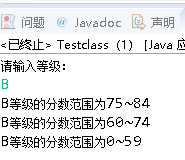 问题 @ Javadoc 声明
<已终止> Testclass (1) [Java 应
请输入等级:
B
B等级的分数范围为75~84
B等级的分数范围为60~74
B等级的分数范围为0~59